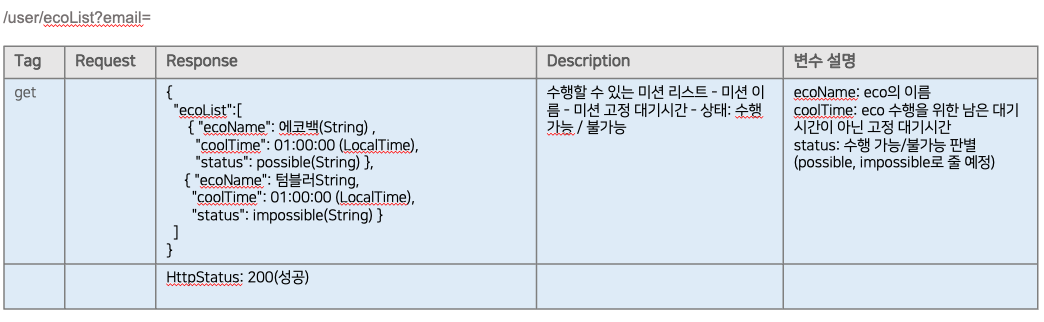 /user/ecoList?email=
Tag Request Response Description 변수 설명
get
{
"ecoList":[
{ "ecoName": 에코백(String) ,
"coolTime": 01:00:00 (LocalTime),
"status": possible(String) },
{ "ecoName": 텀블러String,
"coolTime": 01:00:00 (LocalTime),
"status": impossible(String) }
]
}
수행할 수 있는 미션 리스트 - 미션 이
름 - 미션 고정 대기시간 - 상태: 수행
가능 / 불가능
ecoName: eco의 이름
coolTime: eco 수행을 위한 남은 대기
시간이 아닌 고정 대기시간
status: 수행 가능/불가능 판별
(possible, impossible로 줄 예정)
HttpStatus: 200(성공)